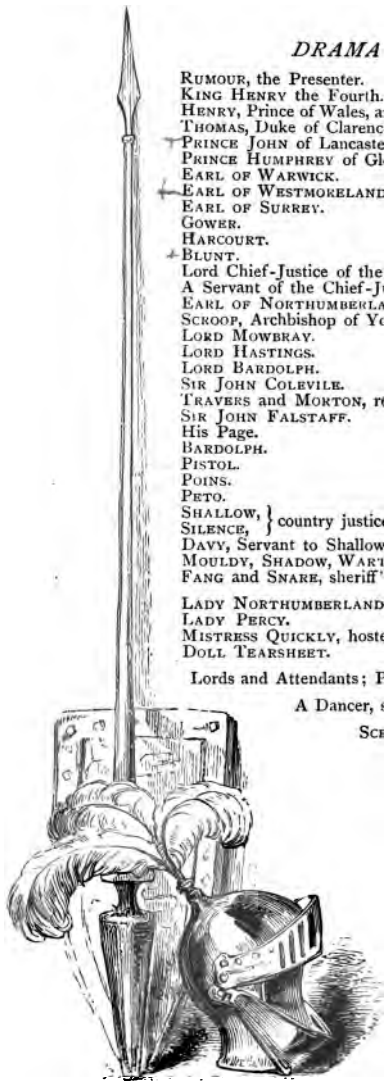 DRAMA
RUMOUR, the Presenter.
KING HENRY the Fourth.
HENRY, Prince of Wales, a
THOMAS, Duke of Clarenc
PRINCE JOHN of Lancaste
PRINCE HUMPHREY of Gl
EARL OF WARWICK.
EARL OF WESTMORELAND
EARL OF SURREY.
GOWER.
HARCOURT.
BLUNT.
Lord Chief-Justice of the
A Servant of the Chief-Ju
EARL OF NORTHUMBERLA
SCROOP, Archbishop of Yo
LORD MOWBRAY.
LORD HASTINGS.
LORD BARDOLPH.
SIR JOHN COLEVILE.
TRAVERS and MORTON, re
SIR JOHN FALSTAFF.
His Page.
BARDOLPH.
PISTOL.
POINS.
PETO.
SHALLOW, } country justice
SILENCE,
DAVY, Servant to Shallow
MOULDY, SHADOW, WART
FANG and SNARE, sheriff'
LADY NORTHUMBERLAND
LADY PERCY.
MISTRESS QUICKLY, hoste
DOLL TEARSHEET.
Lords and Attendants; P
A Dancer, s
SCE